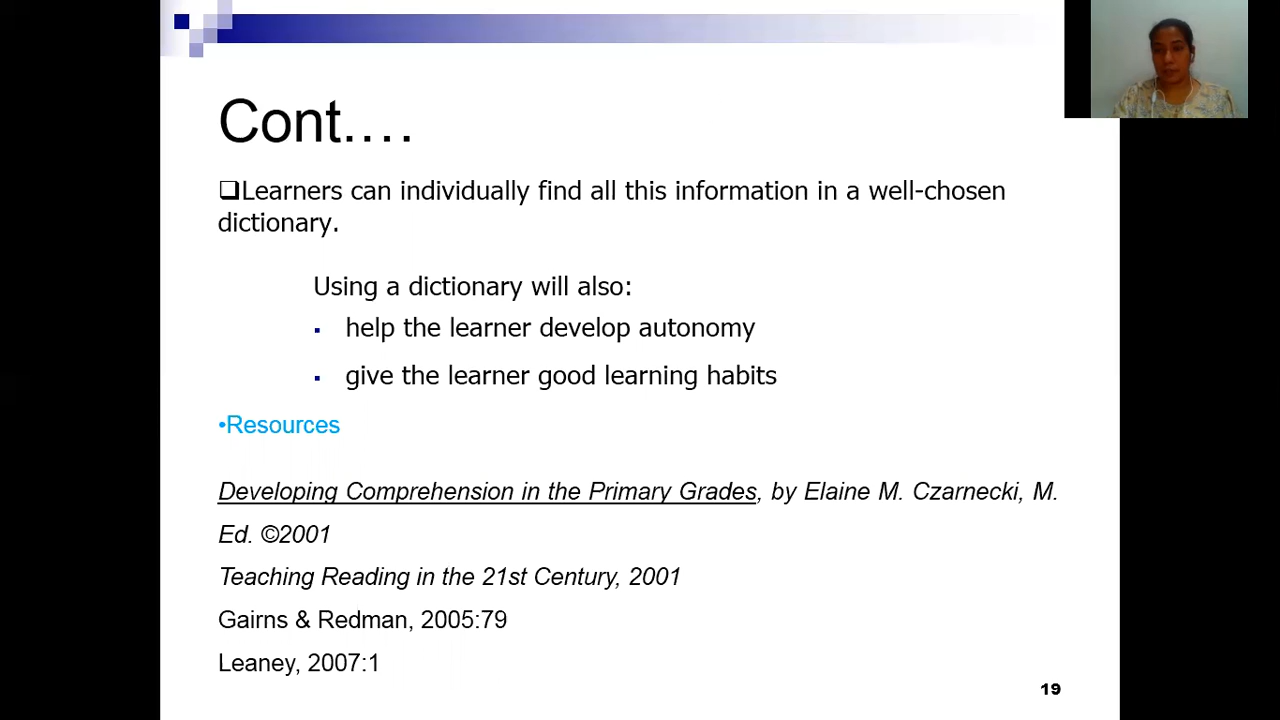 Cont.…
❑Learners can individually find all this information in a well-chosen
dictionary.
Using a dictionary will also:
▪ help the learner develop autonomy
▪ give the learner good learning habits
•Resources
Developing Comprehension in the Primary Grades, by Elaine M. Czarnecki, M.
Ed. ©2001
Teaching Reading in the 21st Century, 2001
Gairns & Redman, 2005:79
Leaney, 2007:1
19